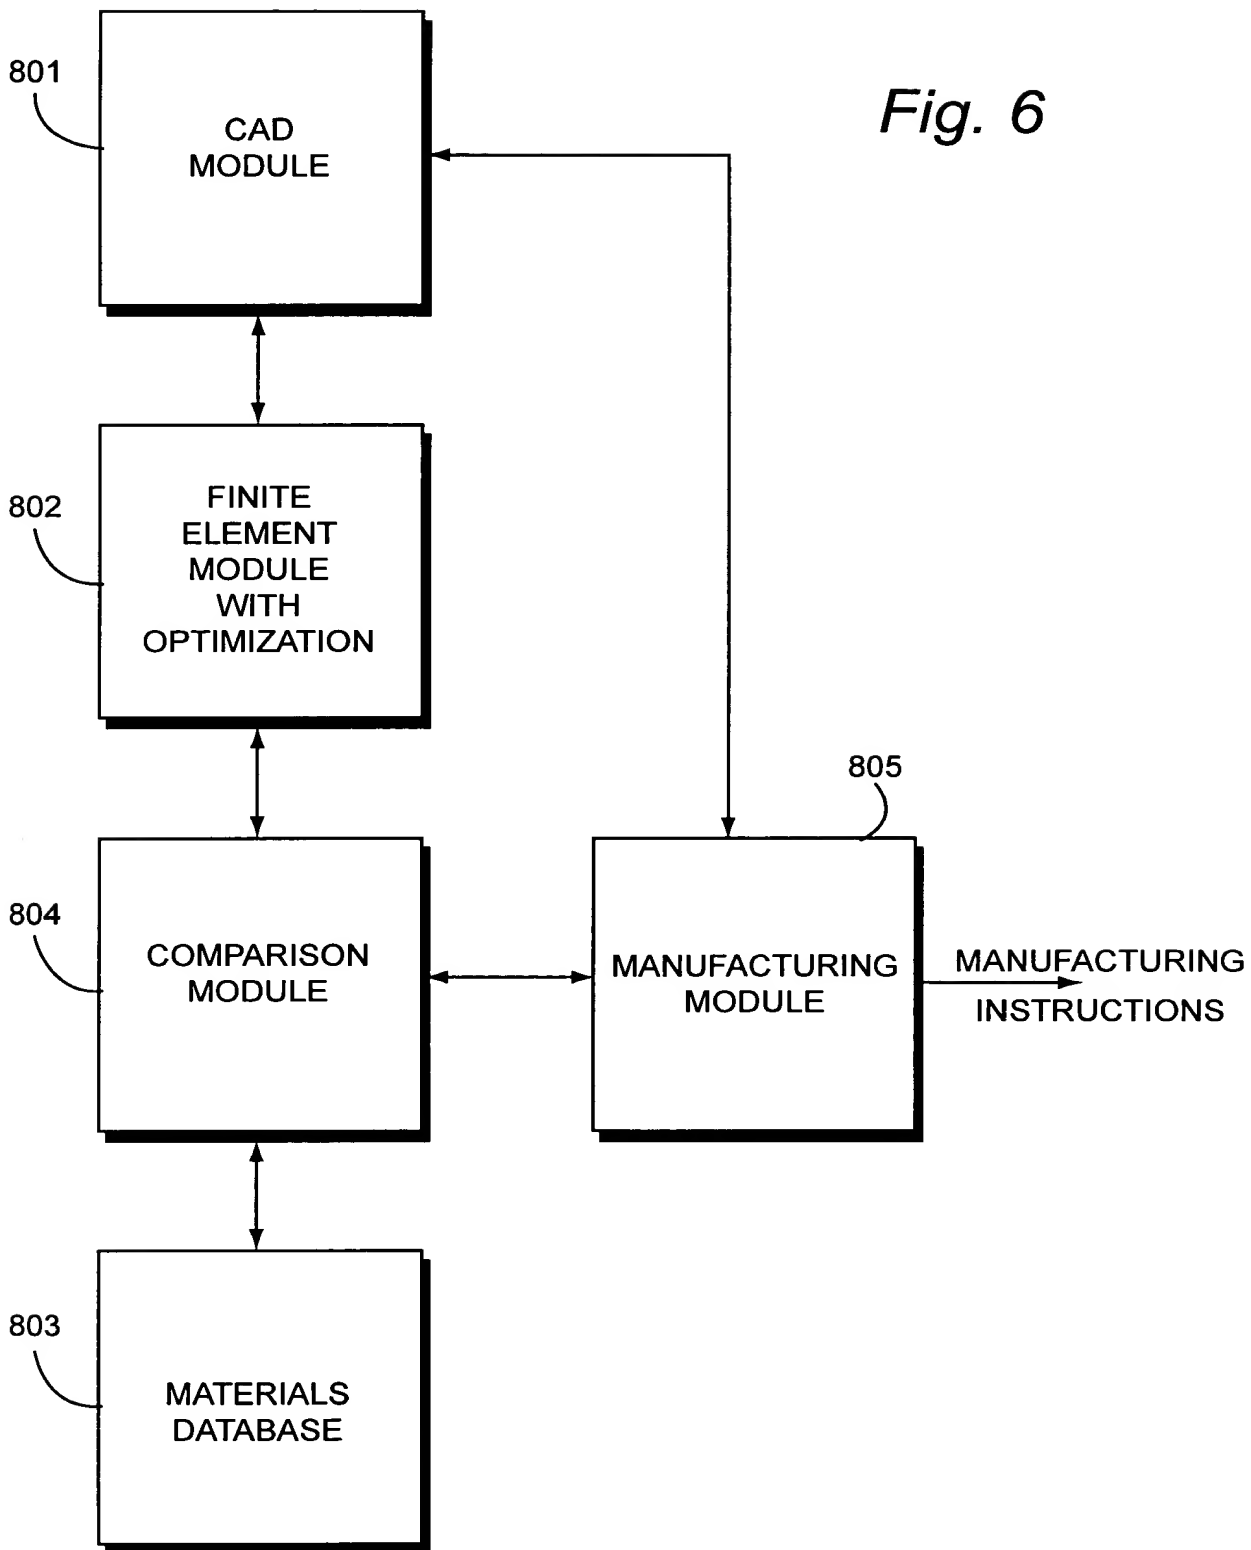 Fig. 6
801
CAD
MODULE
802
FINITE
ELEMENT
MODULE
WITH
OPTIMIZATION
805
804
COMPARISON
MODULE
MANUFACTURING
MODULE
MANUFACTURING
INSTRUCTIONS
803
MATERIALS
DATABASE